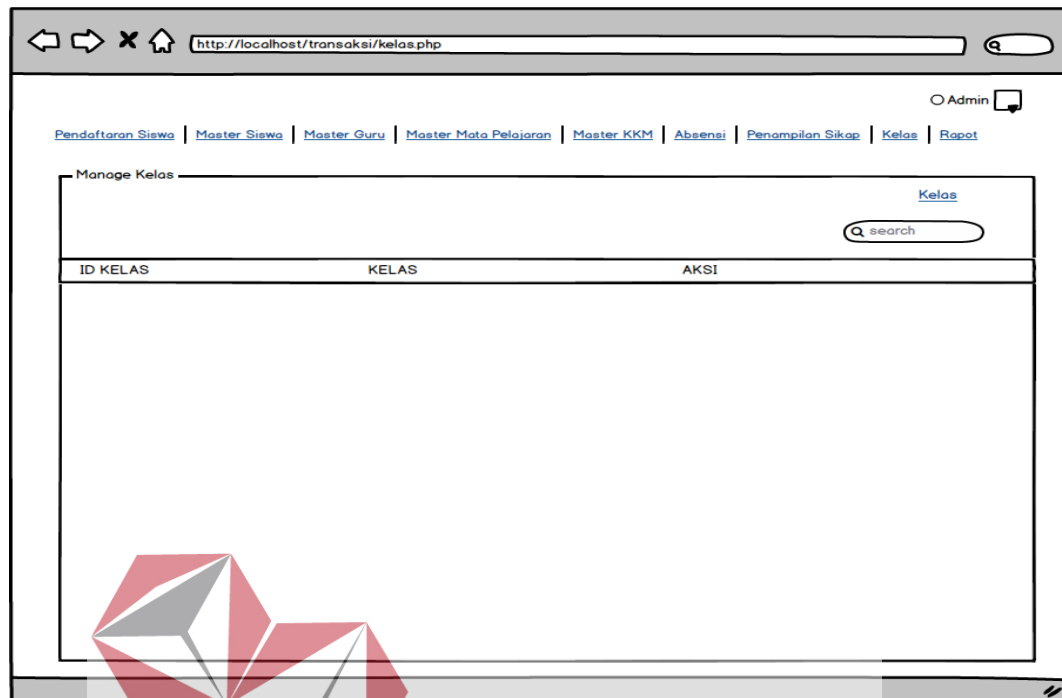 http://localhost/transaksi/kelas.php
Admin
Pendaftaran Siswa Master Siswa Master Guru Master Mata Pelajaran Master KKM Absensi Penampilan Sikap Kelas Rapot
Manage Kelas
Kelas
search
ID KELAS KELAS AKSI